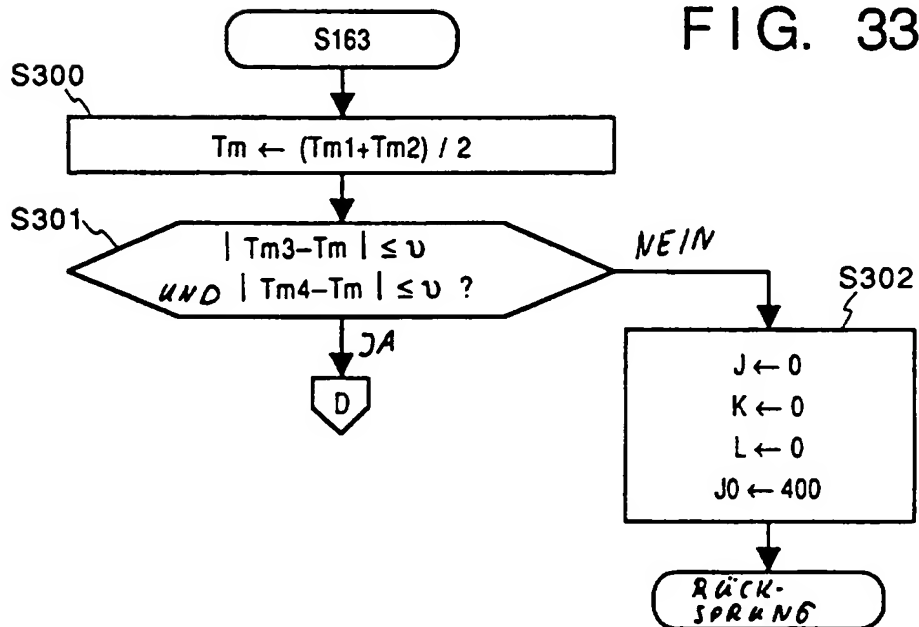 FIG. 33
S163
S300
Tm ← (Tm1+Tm2) / 2
S301
| Tm3–Tm | ≤ υ
UND | Tm4–Tm | ≤ υ ?
NEIN
JA
D
S302
J ← 0
K ← 0
L ← 0
J0 ← 400
RÜCK-
SPRUNG